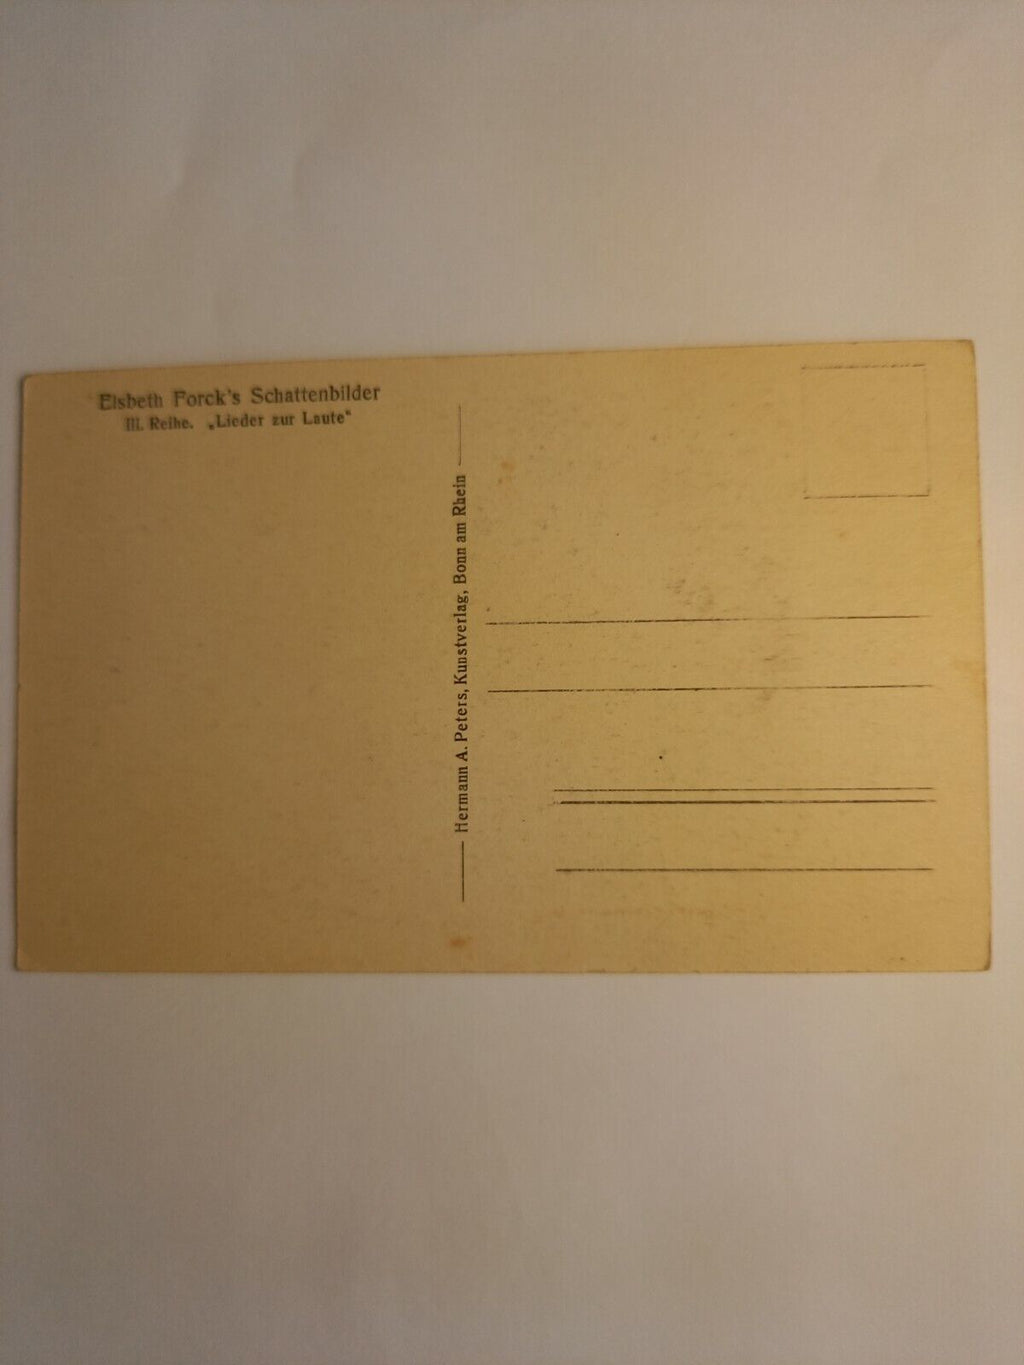 Elsbeth Forck's Schattenbilder
III. Reihe. „Lieder zur Laute“
Hermann A. Peters, Kunstverlag, Bonn am Rhein